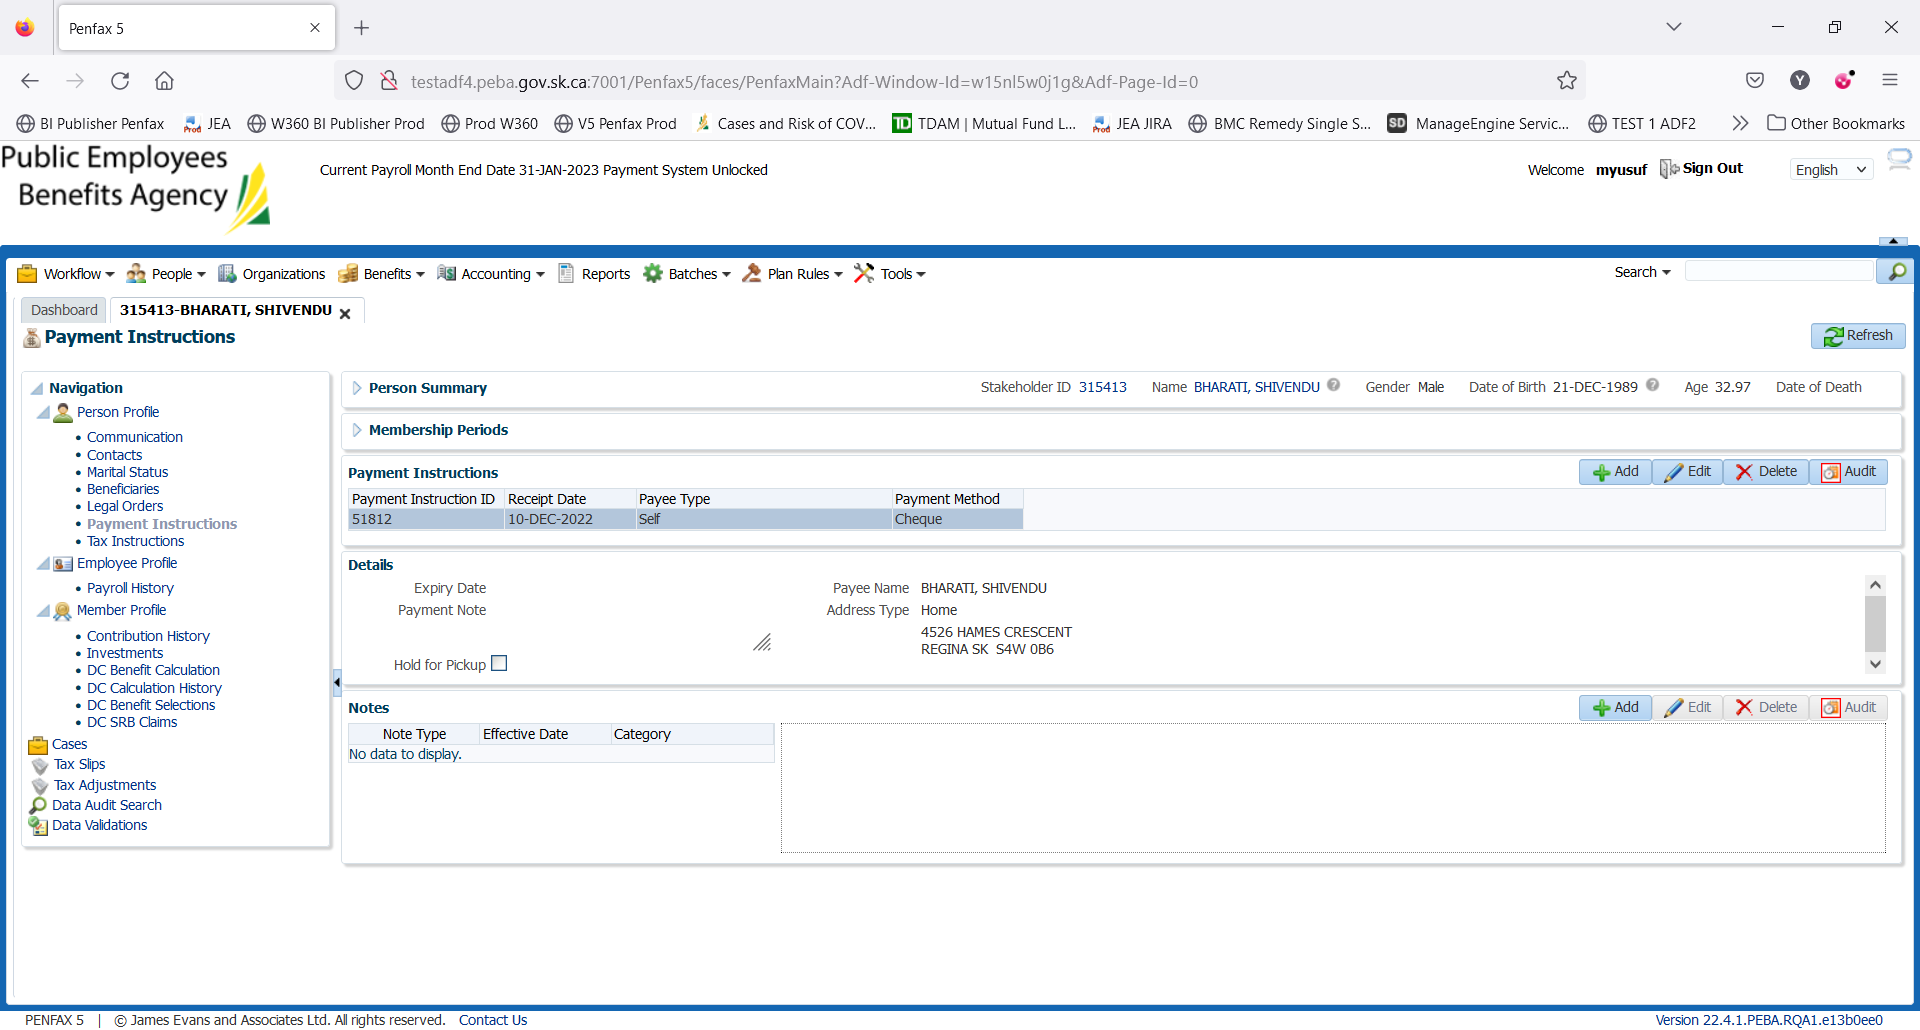 Penfax 5
testadf4.peba.gov.sk.ca:7001/Penfax5/faces/PenfaxMain?Adf-Window-Id=w15nl5w0j1g&Adf-Page-Id=0
Y
BI Publisher Penfax
Prod JEA
W360 BI Publisher Prod
Prod W360
V5 Penfax Prod
Cases and Risk of COV...
TD TDAM | Mutual Fund L...
Prod JEA JIRA
BMC Remedy Single S...
SD ManageEngine Servic...
TEST 1 ADF2
Other Bookmarks
Public Employees
Benefits Agency
Current Payroll Month End Date 31-JAN-2023 Payment System Unlocked
Welcome myusuf Sign Out English
Workflow People Organizations Benefits Accounting Reports Batches Plan Rules Tools Search
Dashboard 315413-BHARATI, SHIVENDU
Payment Instructions
Refresh
Navigation
Person Profile
Communication
Contacts
Marital Status
Beneficiaries
Legal Orders
Payment Instructions
Tax Instructions
Employee Profile
Payroll History
Member Profile
Contribution History
Investments
DC Benefit Calculation
DC Calculation History
DC Benefit Selections
DC SRB Claims
Cases
Tax Slips
Tax Adjustments
Data Audit Search
Data Validations
Person Summary Stakeholder ID 315413 Name BHARATI, SHIVENDU Gender Male Date of Birth 21-DEC-1989 Age 32.97 Date of Death
Membership Periods
Payment Instructions Add Edit Delete Audit
Payment Instruction ID Receipt Date Payee Type Payment Method
51812 10-DEC-2022 Self Cheque
Details
Expiry Date Payee Name BHARATI, SHIVENDU
Payment Note Address Type Home
4526 HAMES CRESCENT
REGINA SK S4W 0B6
Hold for Pickup
Notes Add Edit Delete Audit
Note Type Effective Date Category
No data to display.
PENFAX 5 | © James Evans and Associates Ltd. All rights reserved. Contact Us
Version 22.4.1.PEBA.RQA1.e13b0ee0